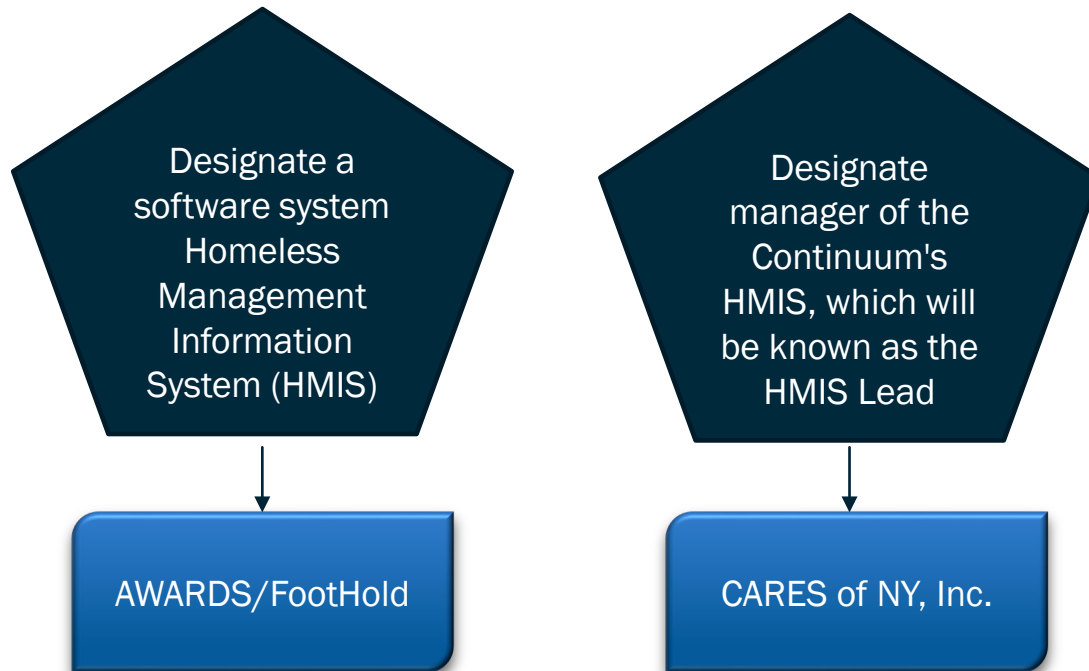 Designate a
software system
Homeless
Management
Information
System (HMIS)
AWARDS/FootHold
Designate
manager of the
Continuum's
HMIS, which will
be known as the
HMIS Lead
CARES of NY, Inc.